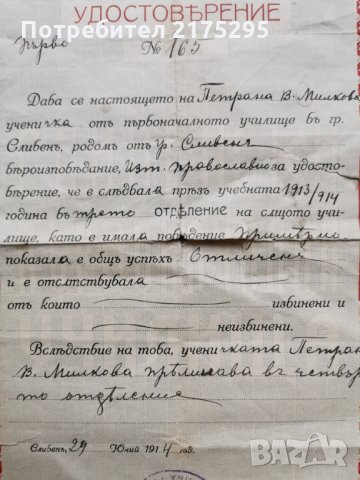 Потребител 2175295
УДОСТОВѢРЕНИЕ
Първо № 165
Дава се настоящето на Петрана В. Милкова
ученичка отъ първоначалното училище въ гр.
Сливенъ, родомъ отъ гр. Сливенъ
вѣроизповѣдание, Изт. православно за удосто-
вѣрение, че е слѣдвала прѣзъ учебната 1913/914
година въ трето отдѣление на сѫщото учи-
лище, като е имала поведение Примѣрно
показала е общъ успѣхъ Отличенъ
и е отсѫтствувала
отъ които извинени и
неизвинени.
Вслѣдствие на това, ученичката Петрана
В. Милкова прѣминава въ четвър-
то отдѣление
Сливенъ, 29 Юний 1914 год.
bazar.bg